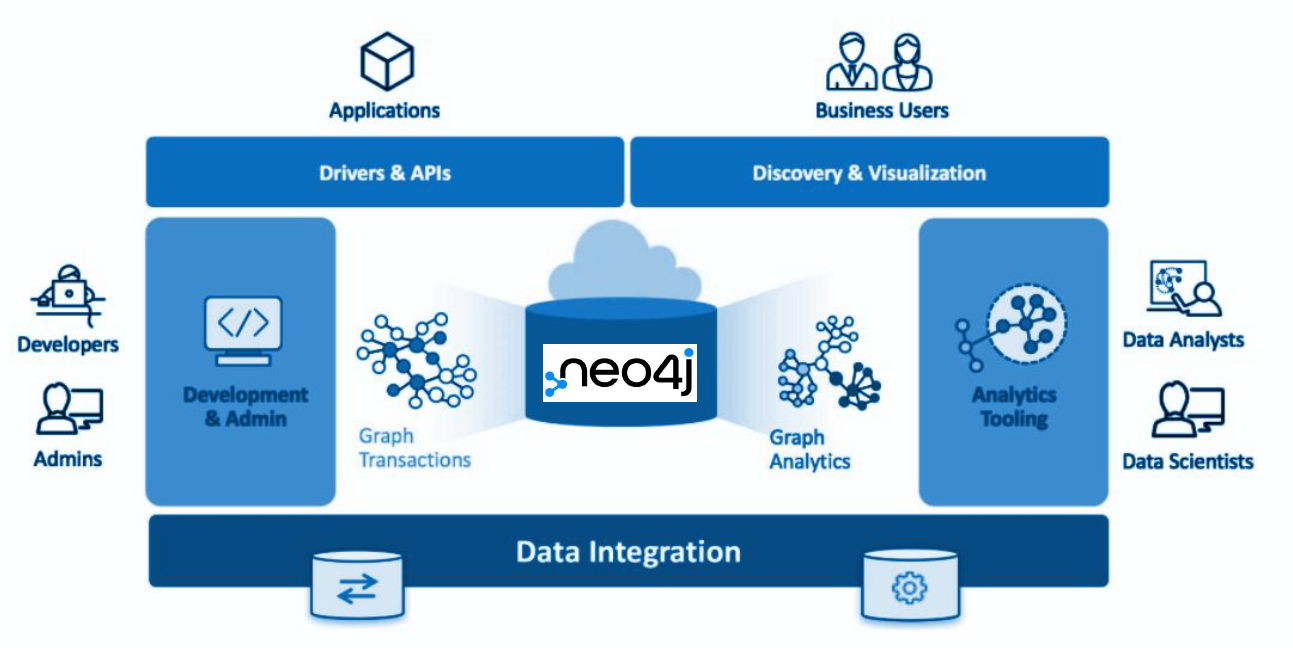 Applications
Business Users
Drivers & APIs
Discovery & Visualization
Developers
Admins
</>
Development
& Admin
Graph
Transactions
neo4j
Graph
Analytics
Analytics
Tooling
Data Analysts
Data Scientists
Data Integration